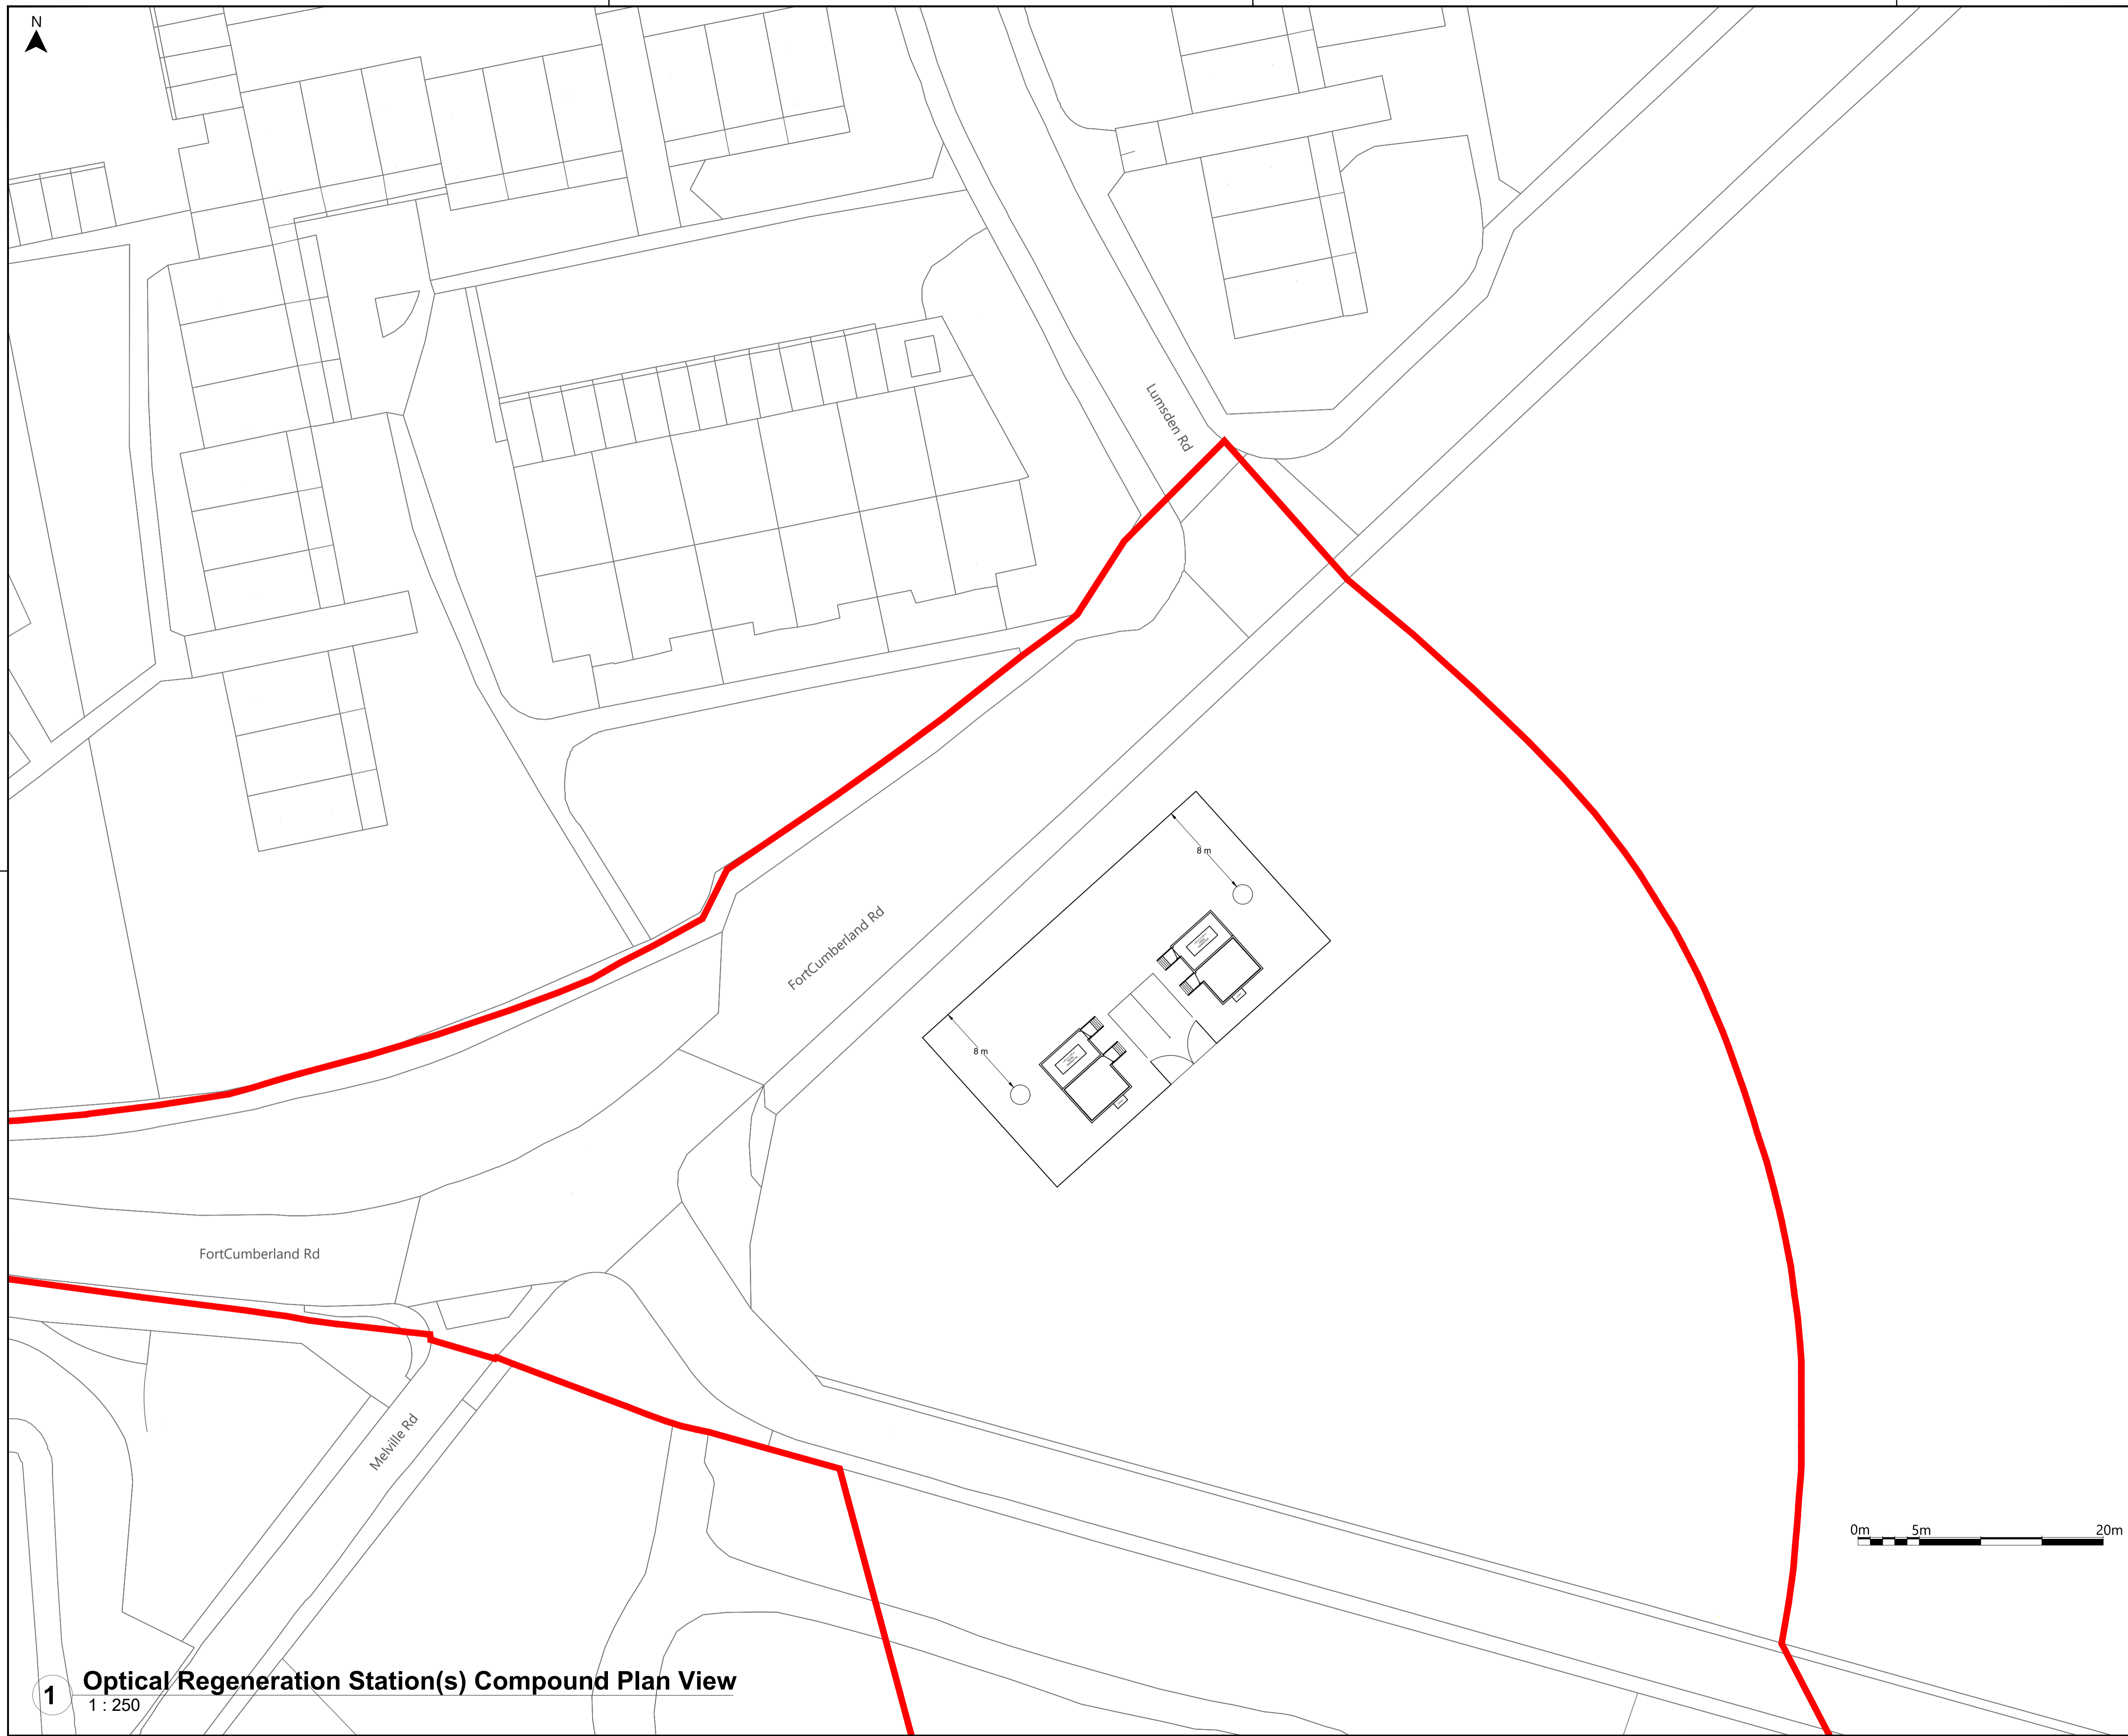 N
Lumsden Rd
8 m
FortCumberland Rd
8 m
FortCumberland Rd
Melville Rd
0m 5m 20m
1 Optical Regeneration Station(s) Compound Plan View
1 : 250